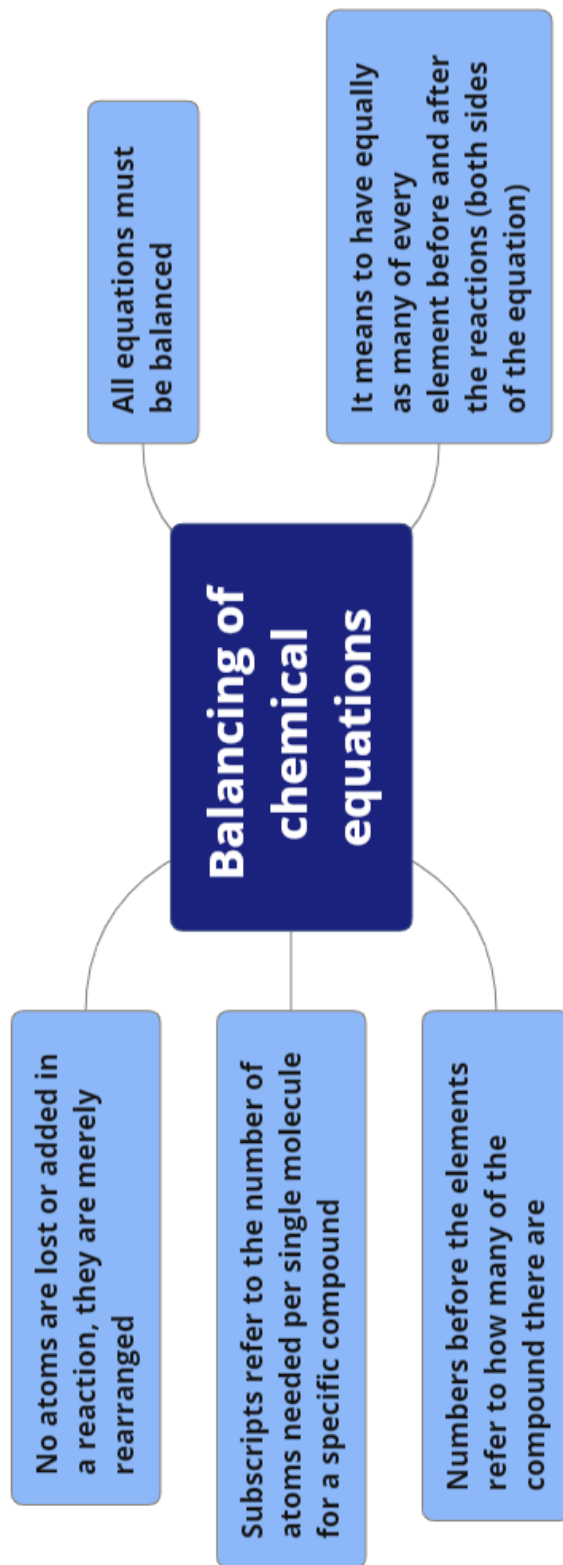 Balancing of
chemical
equations
No atoms are lost or added in
a reaction, they are merely
rearranged
Subscripts refer to the number of
atoms needed per single molecule
for a specific compound
Numbers before the elements
refer to how many of the
compound there are
All equations must
be balanced
It means to have equally
as many of every
element before and after
the reactions (both sides
of the equation)